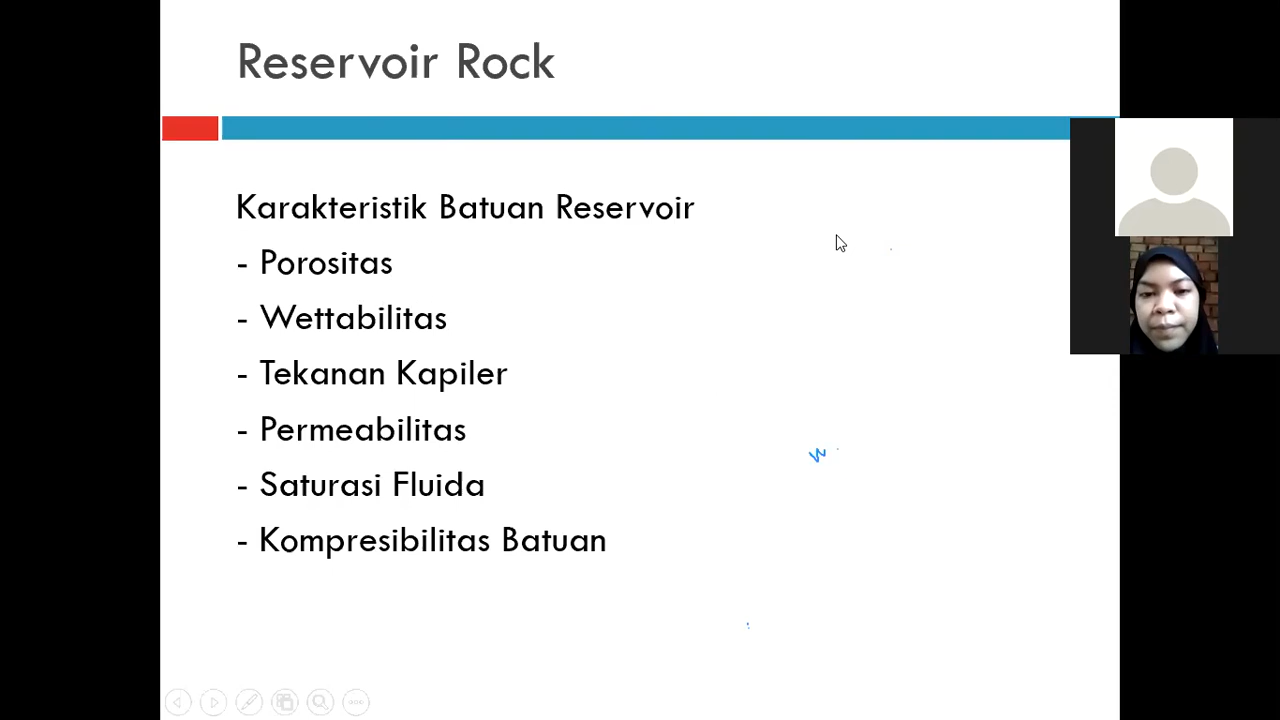 Reservoir Rock
Karakteristik Batuan Reservoir
- Porositas
- Wettabilitas
- Tekanan Kapiler
- Permeabilitas
- Saturasi Fluida
- Kompresibilitas Batuan